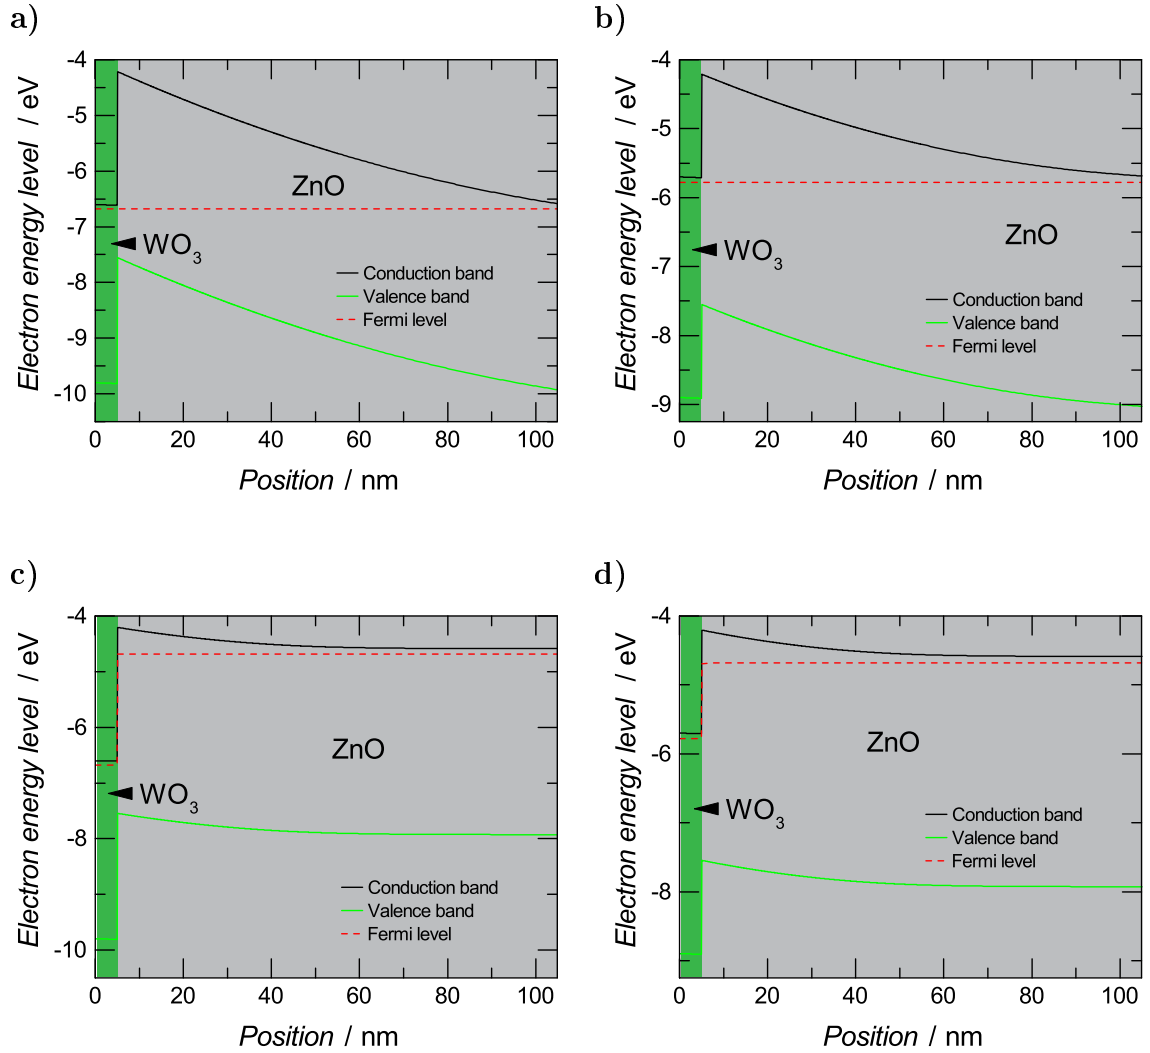 a)
-4
-5
-6
-7
-8
-9
-10
Electron energy level / eV
ZnO
WO3
Conduction band
Valence band
Fermi level
0 20 40 60 80 100
Position / nm
b)
-4
-5
-6
-7
-8
-9
Electron energy level / eV
ZnO
WO3
Conduction band
Valence band
Fermi level
0 20 40 60 80 100
Position / nm
c)
-4
-6
-8
-10
Electron energy level / eV
ZnO
WO3
Conduction band
Valence band
Fermi level
0 20 40 60 80 100
Position / nm
d)
-4
-6
-8
Electron energy level / eV
ZnO
WO3
Conduction band
Valence band
Fermi level
0 20 40 60 80 100
Position / nm